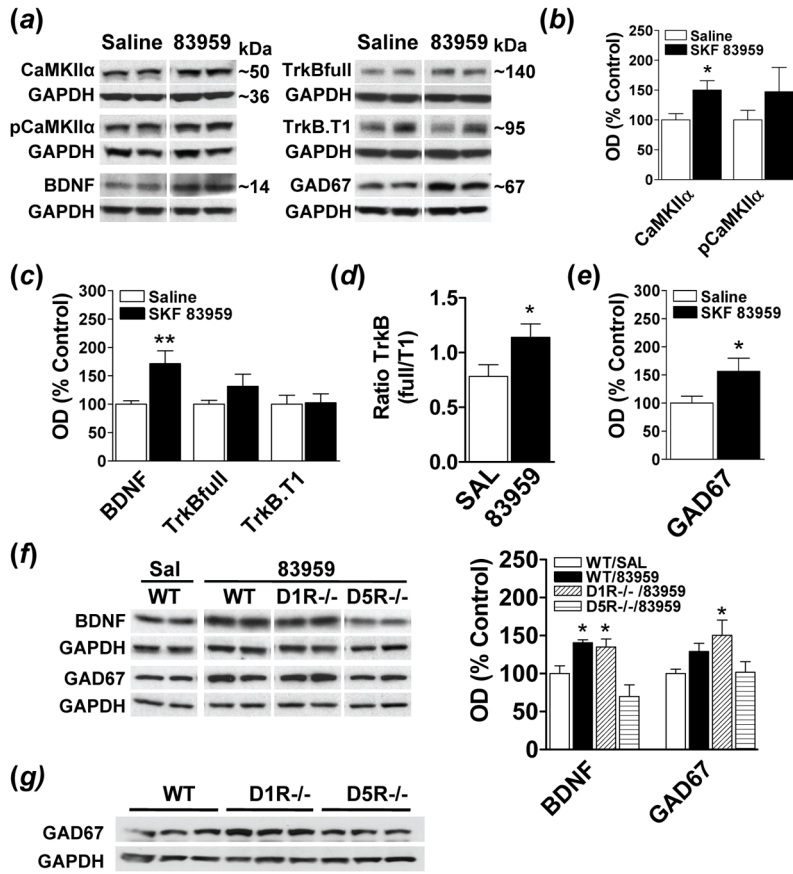 (a)
Saline 83959 kDa
CaMKIIα ~50
GAPDH ~36
pCaMKIIα
GAPDH
BDNF ~14
GAPDH
Saline 83959 kDa
TrkBfull ~140
GAPDH
TrkB.T1 ~95
GAPDH
GAD67 ~67
GAPDH
(b)
OD (% Control)
250
200
150
100
50
0
Saline
SKF 83959
*
CaMKIIα
pCaMKIIα
(c)
OD (% Control)
300
250
200
150
100
50
0
Saline
SKF 83959
**
BDNF
TrkBfull
TrkB.T1
(d)
Ratio TrkB
(full/T1)
1.5
1.0
0.5
0.0
*
SAL
83959
(e)
OD (% Control)
300
250
200
150
100
50
0
Saline
SKF 83959
*
GAD67
(f)
Sal 83959
WT WT D1R-/- D5R-/-
BDNF
GAPDH
GAD67
GAPDH
OD (% Control)
250
200
150
100
50
0
WT/SAL
WT/83959
D1R-/- /83959
D5R-/-/83959
* * *
BDNF
GAD67
(g)
WT D1R-/- D5R-/-
GAD67
GAPDH